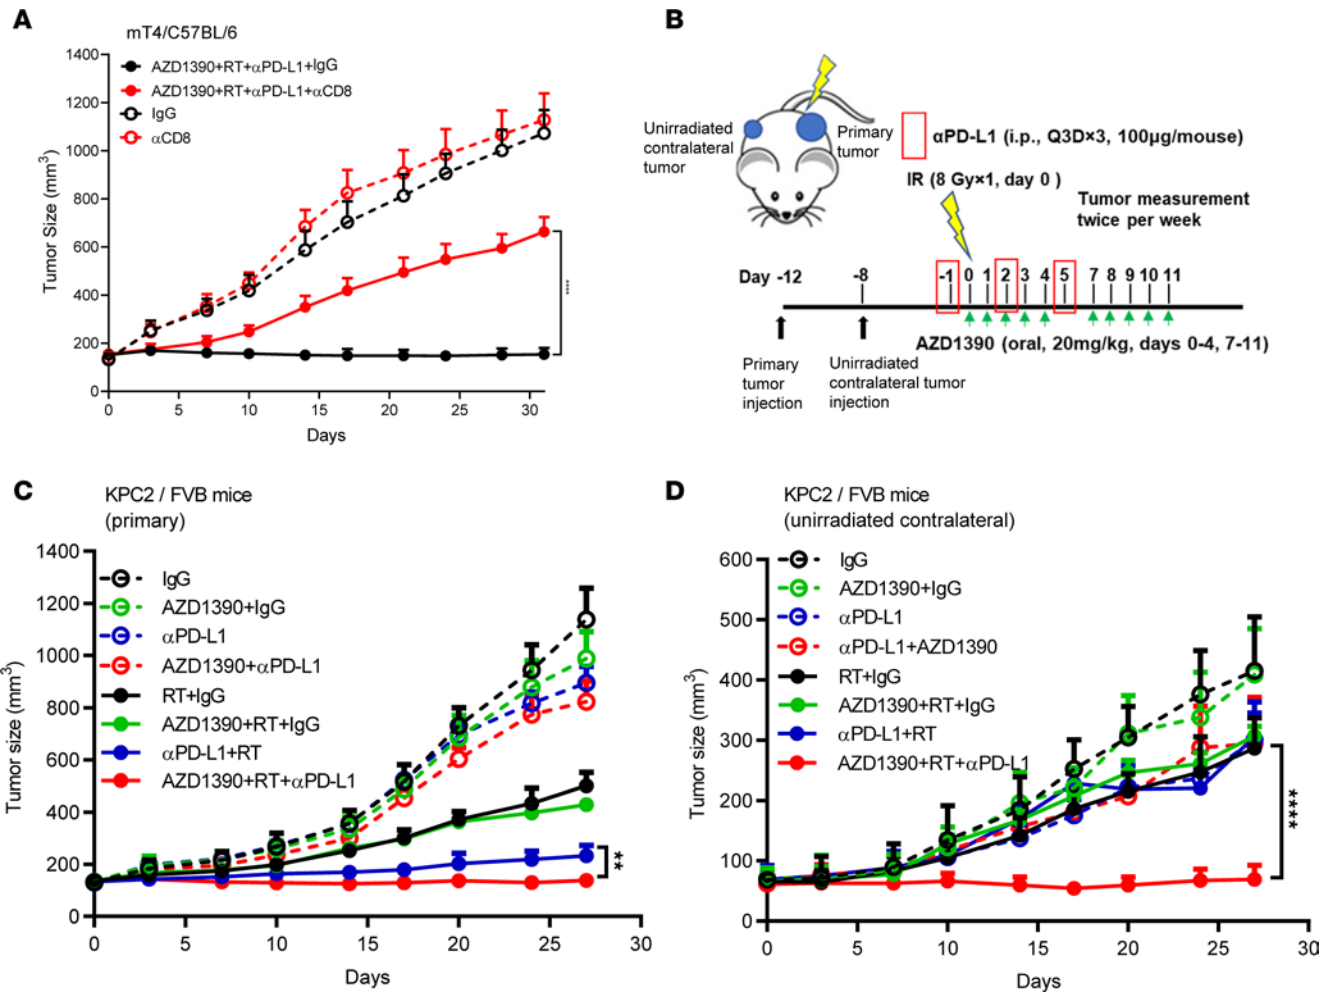 A
mT4/C57BL/6
1400
1200
1000
800
600
400
200
0
Tumor Size (mm³)
AZD1390+RT+αPD-L1+IgG
AZD1390+RT+αPD-L1+αCD8
IgG
αCD8
****
0 5 10 15 20 25 30
Days
B
Unirradiated
contralateral
tumor
Primary
tumor
αPD-L1 (i.p., Q3D×3, 100µg/mouse)
IR (8 Gy×1, day 0 )
Tumor measurement
twice per week
Day -12 -8 -1 0 1 2 3 4 5 7 8 9 10 11
AZD1390 (oral, 20mg/kg, days 0-4, 7-11)
Primary
tumor
injection
Unirradiated
contralateral tumor
injection
C
KPC2 / FVB mice
(primary)
1400
1200
1000
800
600
400
200
0
Tumor size (mm³)
IgG
AZD1390+IgG
αPD-L1
AZD1390+αPD-L1
RT+IgG
AZD1390+RT+IgG
αPD-L1+RT
AZD1390+RT+αPD-L1
**
0 5 10 15 20 25 30
Days
D
KPC2 / FVB mice
(unirradiated contralateral)
600
500
400
300
200
100
0
Tumor size (mm³)
IgG
AZD1390+IgG
αPD-L1
αPD-L1+AZD1390
RT+IgG
AZD1390+RT+IgG
αPD-L1+RT
AZD1390+RT+αPD-L1
****
0 5 10 15 20 25 30
Days